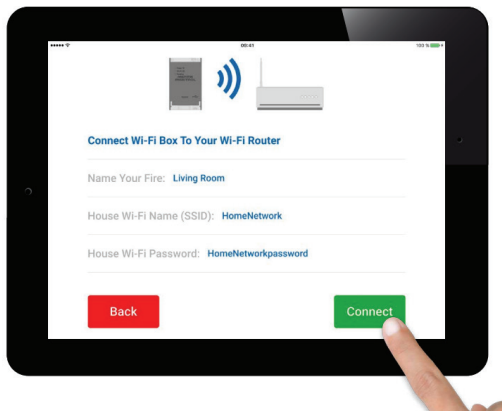 09:41
100 %
Connect Wi-Fi Box To Your Wi-Fi Router
Name Your Fire: Living Room
House Wi-Fi Name (SSID): HomeNetwork
House Wi-Fi Password: HomeNetworkpassword
Back
Connect